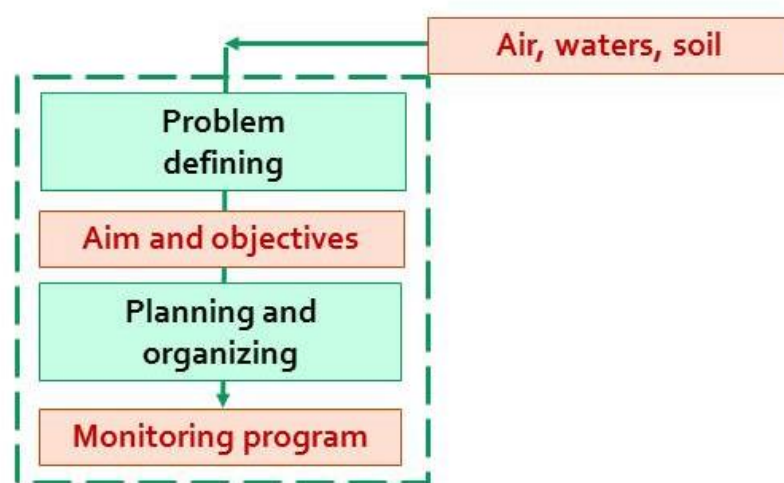 Air, waters, soil
Problem
defining
Aim and objectives
Planning and
organizing
Monitoring program